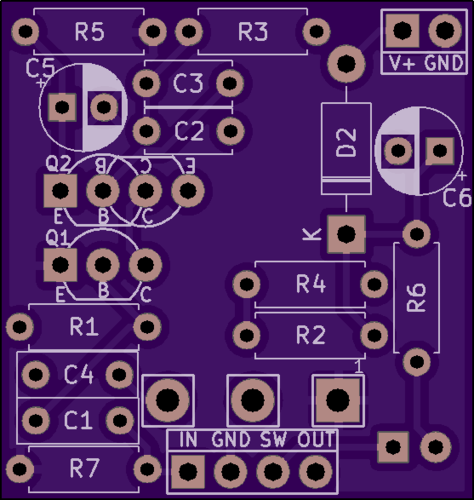 R5
R3
V+ GND
C5
+
C3
C2
D2
C6
+
Q2
B C E
E B C
K
Q1
E B C
R4
R6
R1
R2
1
C4
C1
IN GND SW OUT
R7